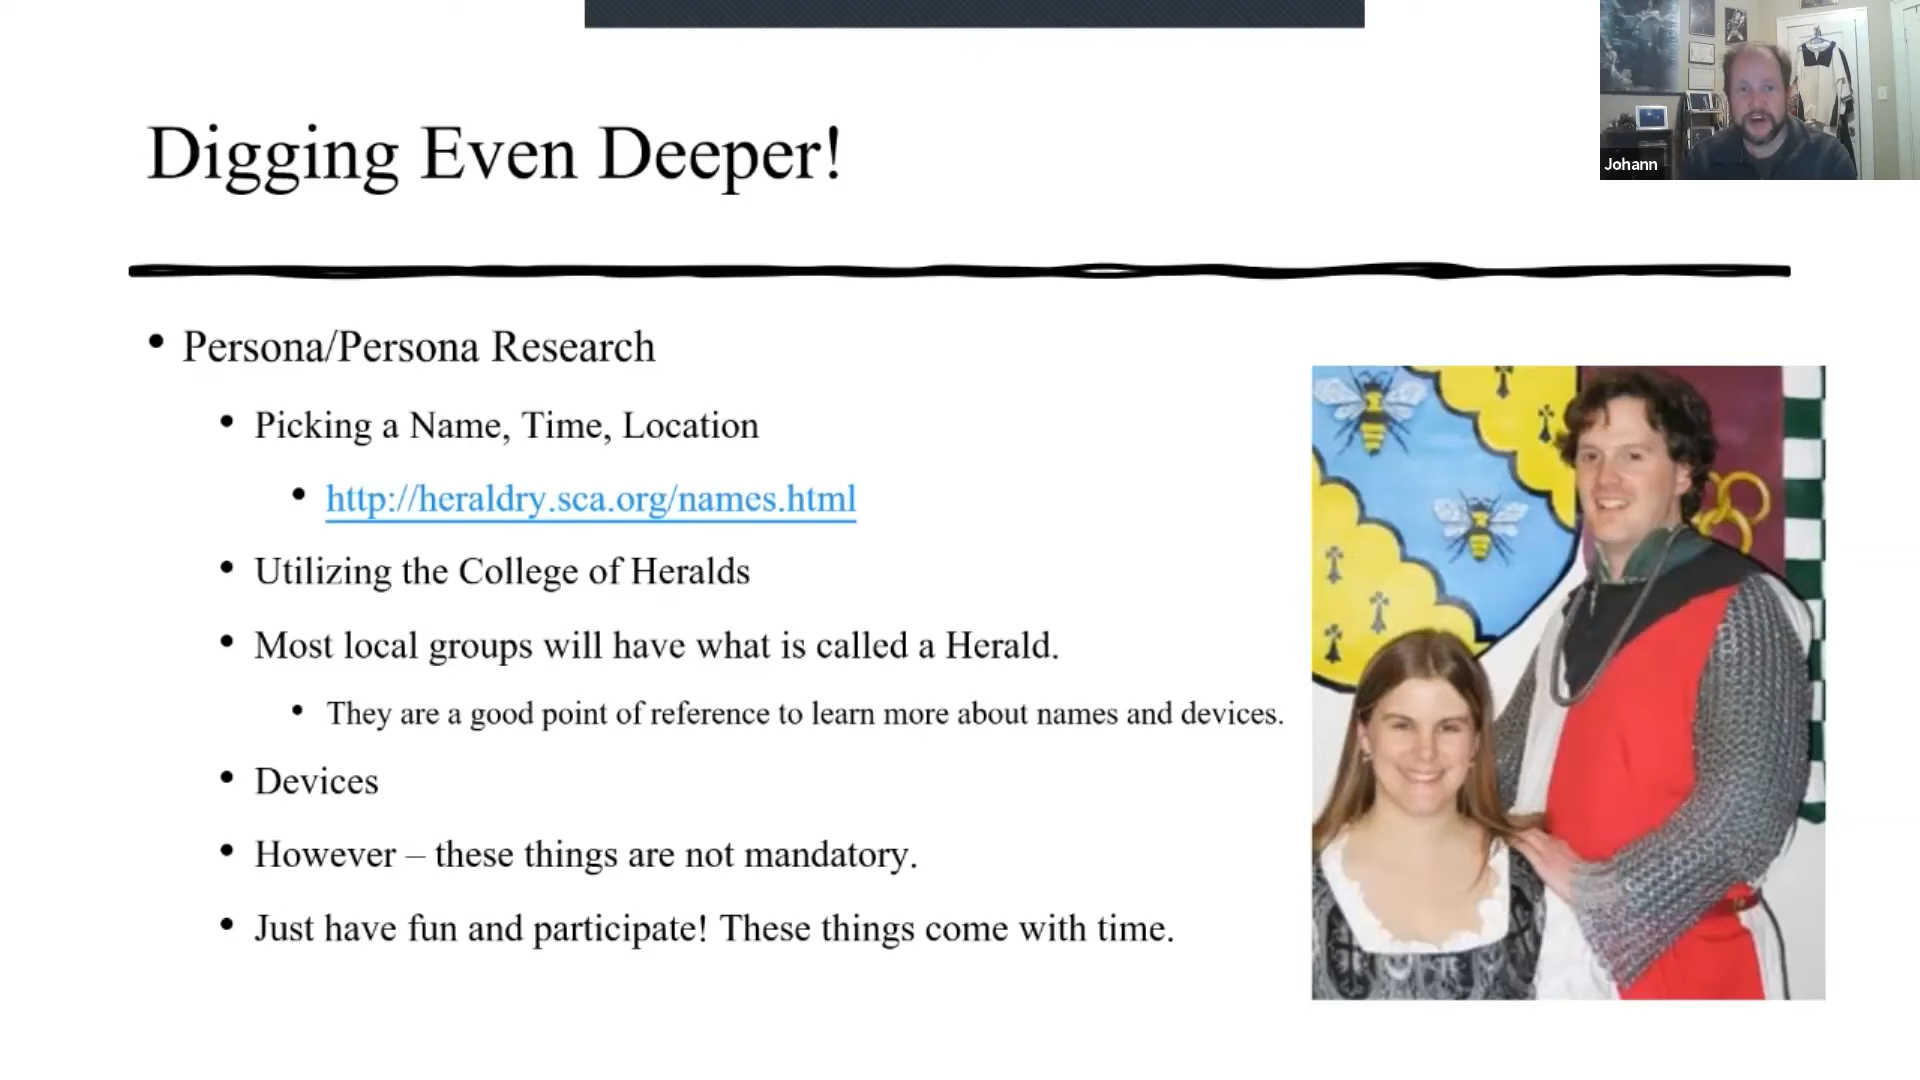 Johann
Digging Even Deeper!
• Persona/Persona Research
• Picking a Name, Time, Location
• http://heraldry.sca.org/names.html
• Utilizing the College of Heralds
• Most local groups will have what is called a Herald.
• They are a good point of reference to learn more about names and devices.
• Devices
• However – these things are not mandatory.
• Just have fun and participate! These things come with time.